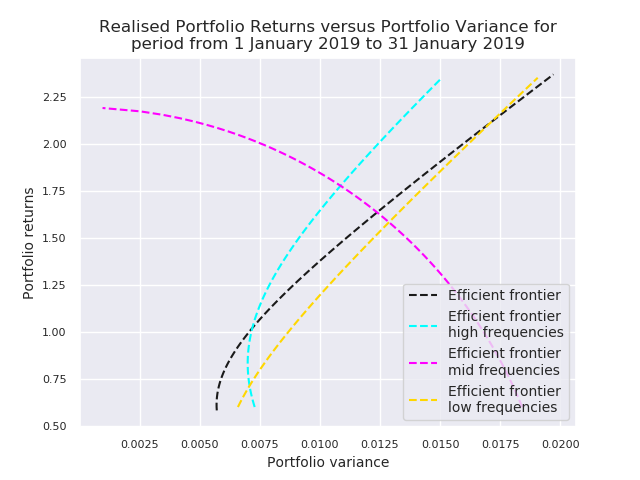 Realised Portfolio Returns versus Portfolio Variance for
period from 1 January 2019 to 31 January 2019
Portfolio returns
2.25
2.00
1.75
1.50
1.25
1.00
0.75
0.50
Efficient frontier
Efficient frontier
high frequencies
Efficient frontier
mid frequencies
Efficient frontier
low frequencies
0.0025 0.0050 0.0075 0.0100 0.0125 0.0150 0.0175 0.0200
Portfolio variance